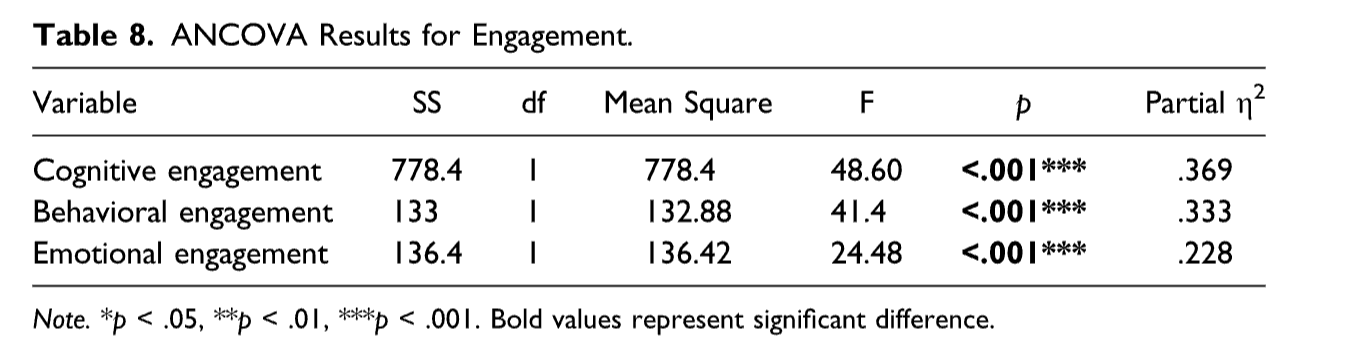 Table 8. ANCOVA Results for Engagement.
Variable SS df Mean Square F p Partial η²
Cognitive engagement 778.4 1 778.4 48.60 <.001*** .369
Behavioral engagement 133 1 132.88 41.4 <.001*** .333
Emotional engagement 136.4 1 136.42 24.48 <.001*** .228
Note. *p < .05, **p < .01, ***p < .001. Bold values represent significant difference.